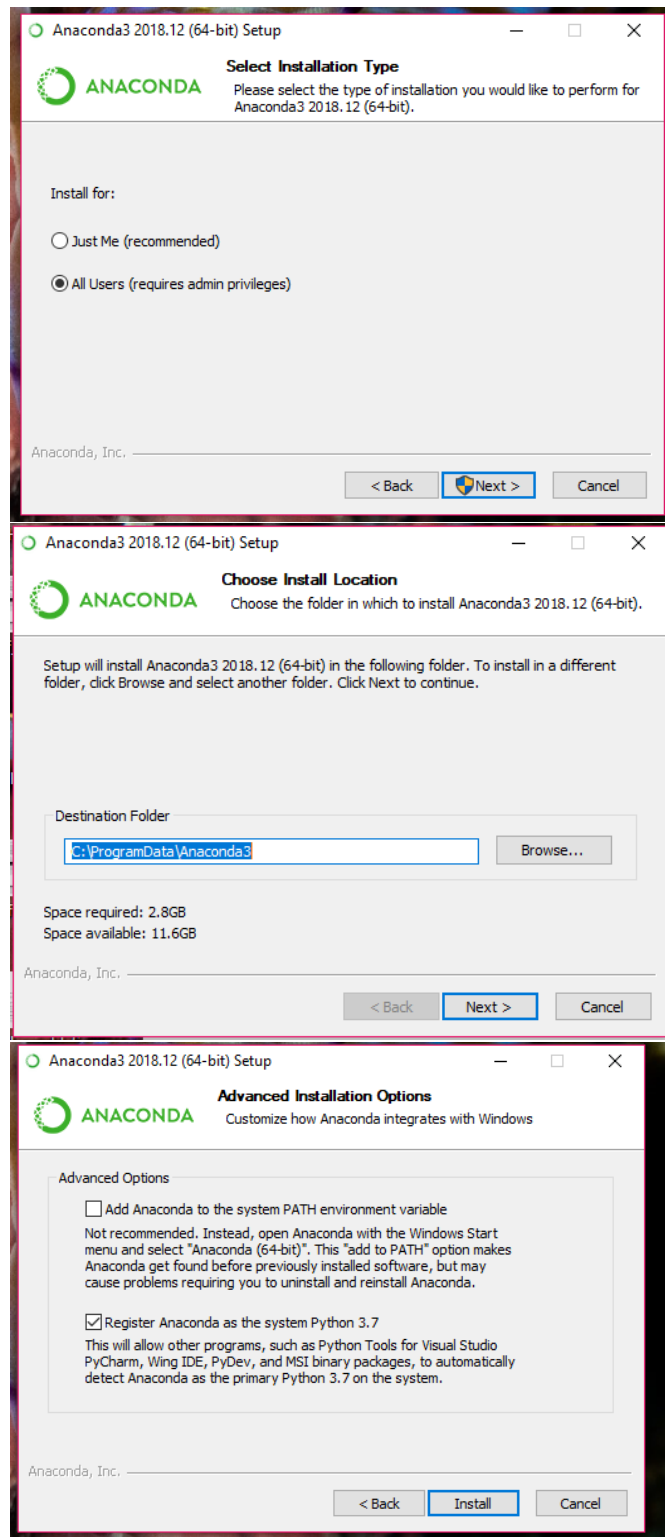 Anaconda3 2018.12 (64-bit) Setup
ANACONDA
Select Installation Type
Please select the type of installation you would like to perform for
Anaconda3 2018.12 (64-bit).
Install for:
Just Me (recommended)
All Users (requires admin privileges)
Anaconda, Inc.
< Back
Next >
Cancel
Anaconda3 2018.12 (64-bit) Setup
ANACONDA
Choose Install Location
Choose the folder in which to install Anaconda3 2018.12 (64-bit).
Setup will install Anaconda3 2018.12 (64-bit) in the following folder. To install in a different
folder, click Browse and select another folder. Click Next to continue.
Destination Folder
C:\ProgramData\Anaconda3
Browse...
Space required: 2.8GB
Space available: 11.6GB
Anaconda, Inc.
< Back
Next >
Cancel
Anaconda3 2018.12 (64-bit) Setup
ANACONDA
Advanced Installation Options
Customize how Anaconda integrates with Windows
Advanced Options
Add Anaconda to the system PATH environment variable
Not recommended. Instead, open Anaconda with the Windows Start
menu and select "Anaconda (64-bit)". This "add to PATH" option makes
Anaconda get found before previously installed software, but may
cause problems requiring you to uninstall and reinstall Anaconda.
Register Anaconda as the system Python 3.7
This will allow other programs, such as Python Tools for Visual Studio
PyCharm, Wing IDE, PyDev, and MSI binary packages, to automatically
detect Anaconda as the primary Python 3.7 on the system.
Anaconda, Inc.
< Back
Install
Cancel